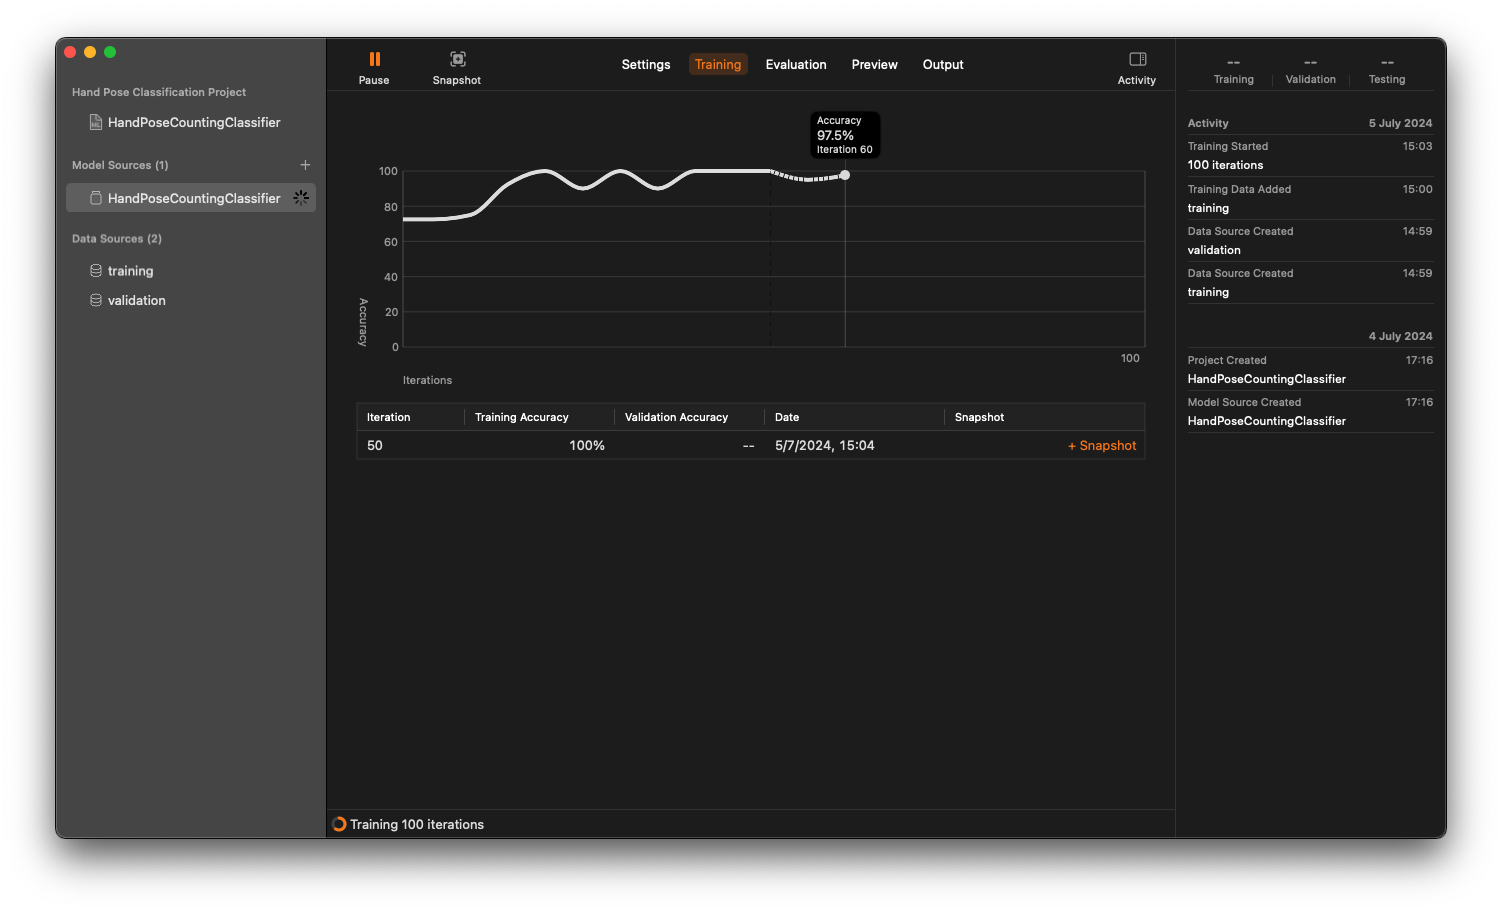 Hand Pose Classification Project
HandPoseCountingClassifier
Model Sources (1) +
HandPoseCountingClassifier
Data Sources (2)
training
validation
Pause
Snapshot
Settings Training Evaluation Preview Output
Activity
Accuracy
97.5%
Iteration 60
100
80
60
40
20
0
Accuracy
100
Iterations
Iteration Training Accuracy Validation Accuracy Date Snapshot
50 100% -- 5/7/2024, 15:04 + Snapshot
Training 100 iterations
-- -- --
Training Validation Testing
Activity 5 July 2024
Training Started 15:03
100 iterations
Training Data Added 15:00
training
Data Source Created 14:59
validation
Data Source Created 14:59
training
4 July 2024
Project Created 17:16
HandPoseCountingClassifier
Model Source Created 17:16
HandPoseCountingClassifier